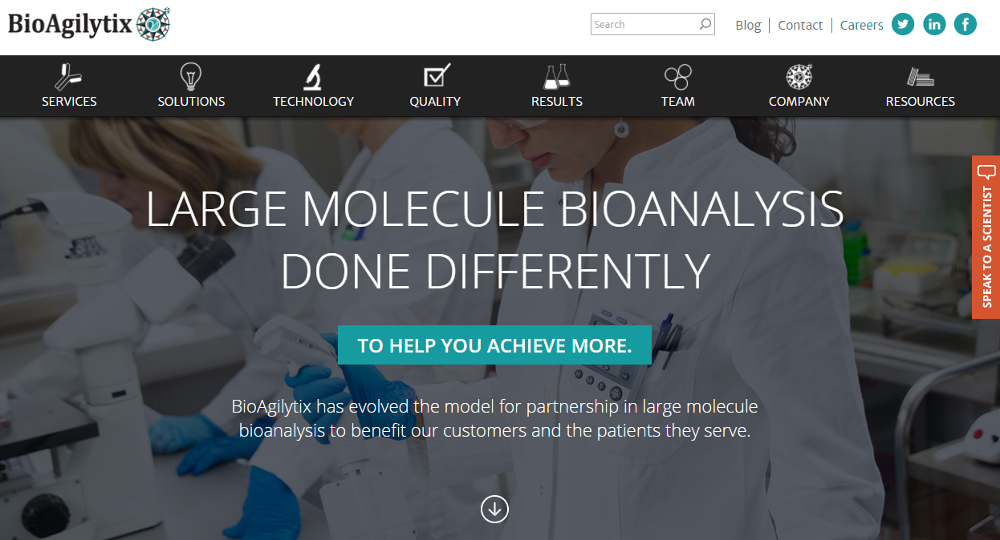 BioAgilytix
Search
Blog
Contact
Careers
in
f
SERVICES
SOLUTIONS
TECHNOLOGY
QUALITY
RESULTS
TEAM
COMPANY
RESOURCES
LARGE MOLECULE BIOANALYSIS
DONE DIFFERENTLY
TO HELP YOU ACHIEVE MORE.
BioAgilytix has evolved the model for partnership in large molecule
bioanalysis to benefit our customers and the patients they serve.
SPEAK TO A SCIENTIST